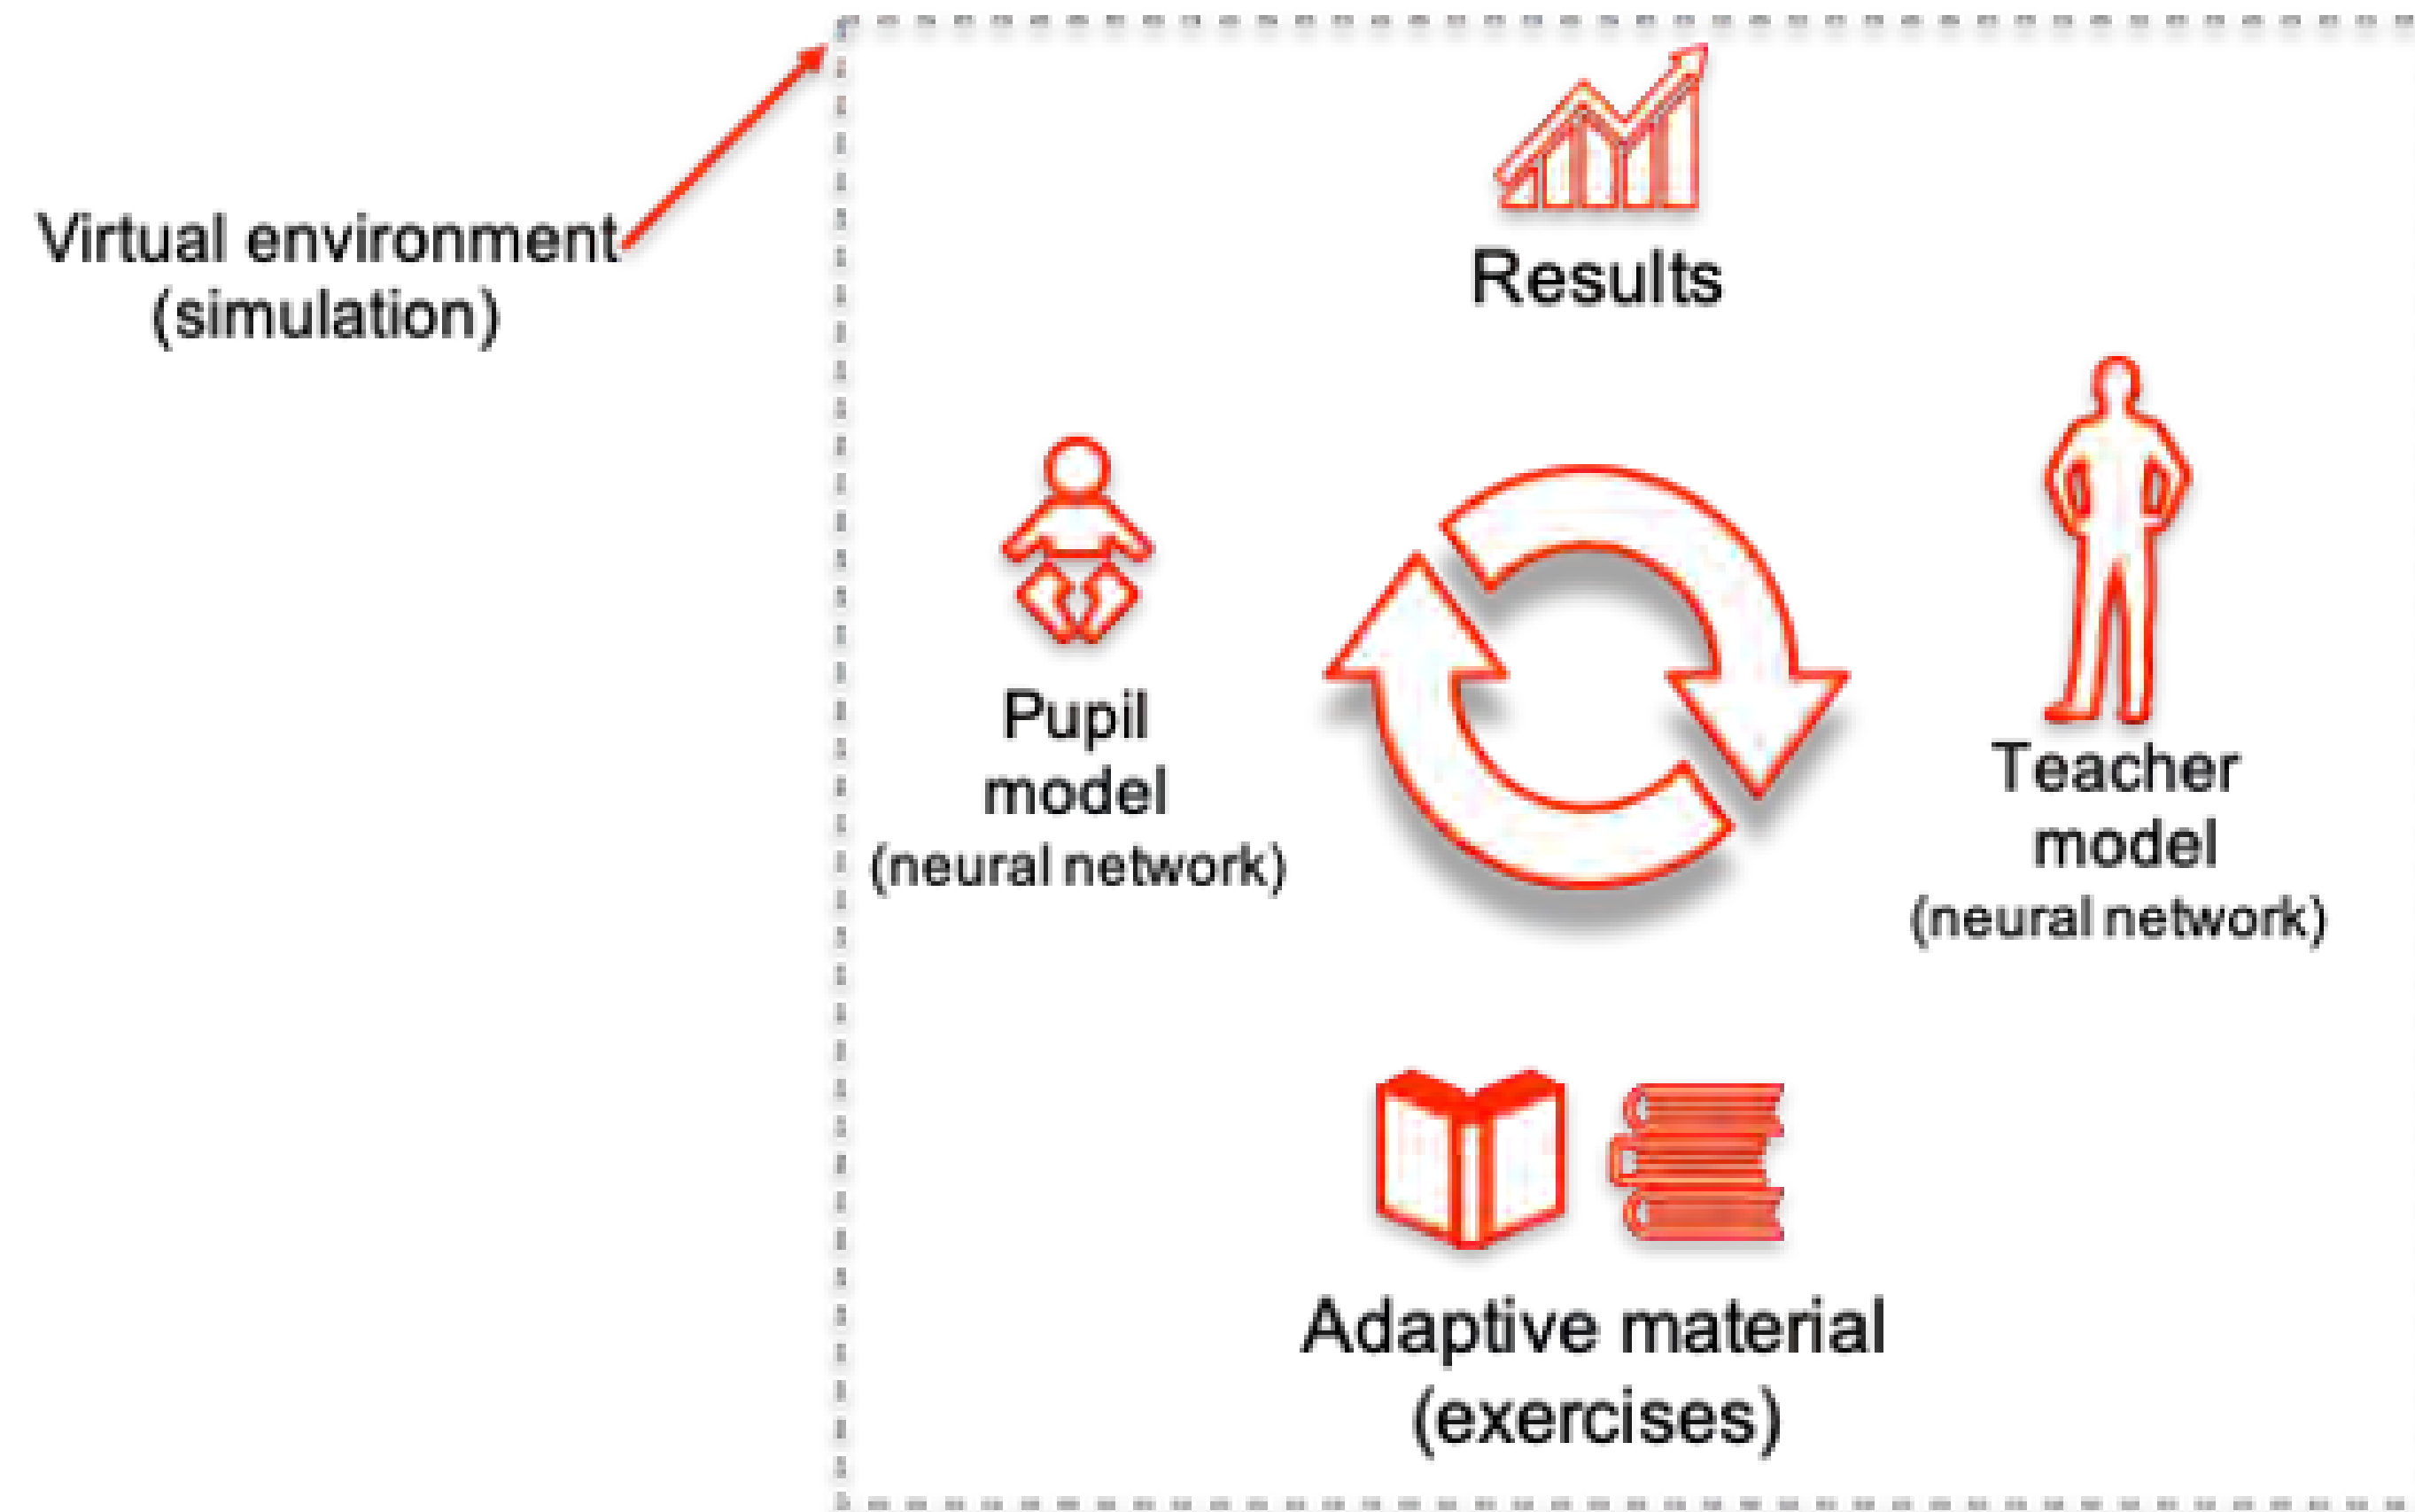 Virtual environment
(simulation)
Results
Pupil
model
(neural network)
Teacher
model
(neural network)
Adaptive material
(exercises)